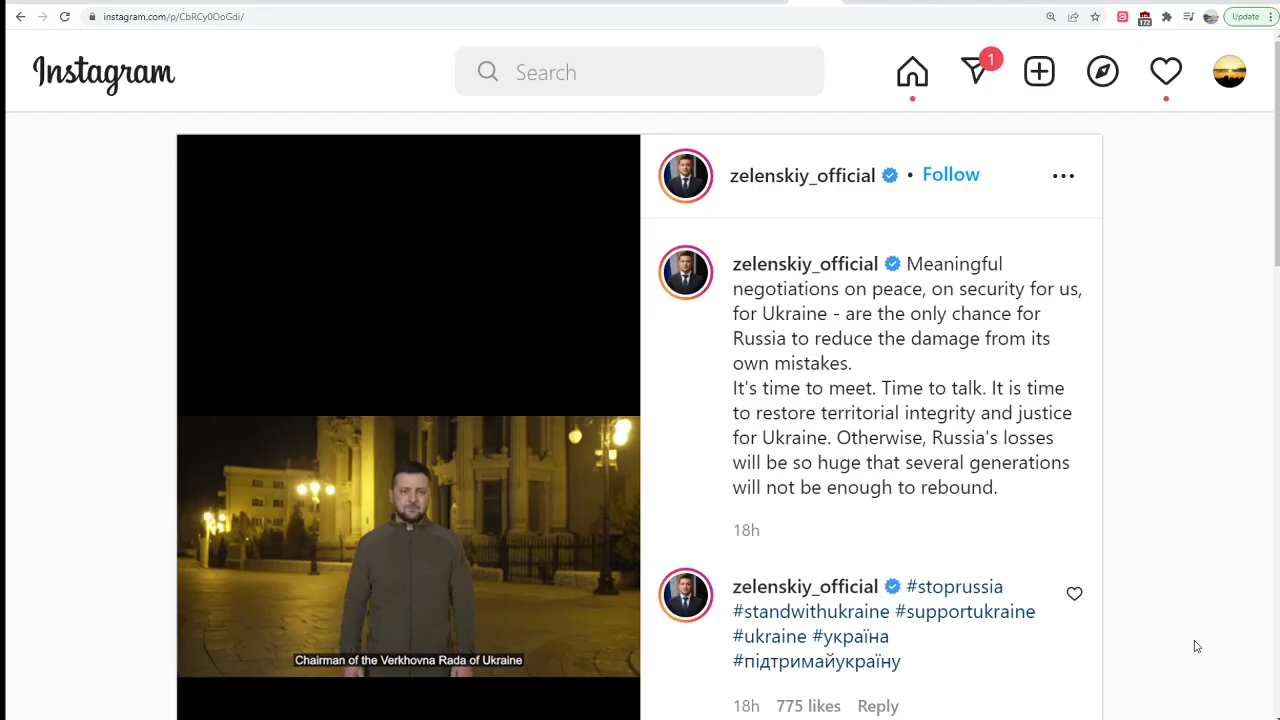 instagram.com/p/CbRCy0OoGdi/
172
Update
Instagram
Search
1
zelenskiy_official • Follow
zelenskiy_official Meaningful
negotiations on peace, on security for us,
for Ukraine - are the only chance for
Russia to reduce the damage from its
own mistakes.
It's time to meet. Time to talk. It is time
to restore territorial integrity and justice
for Ukraine. Otherwise, Russia's losses
will be so huge that several generations
will not be enough to rebound.
18h
zelenskiy_official #stoprussia
#standwithukraine #supportukraine
#ukraine #україна
#підтримайукраїну
18h 775 likes Reply
Chairman of the Verkhovna Rada of Ukraine